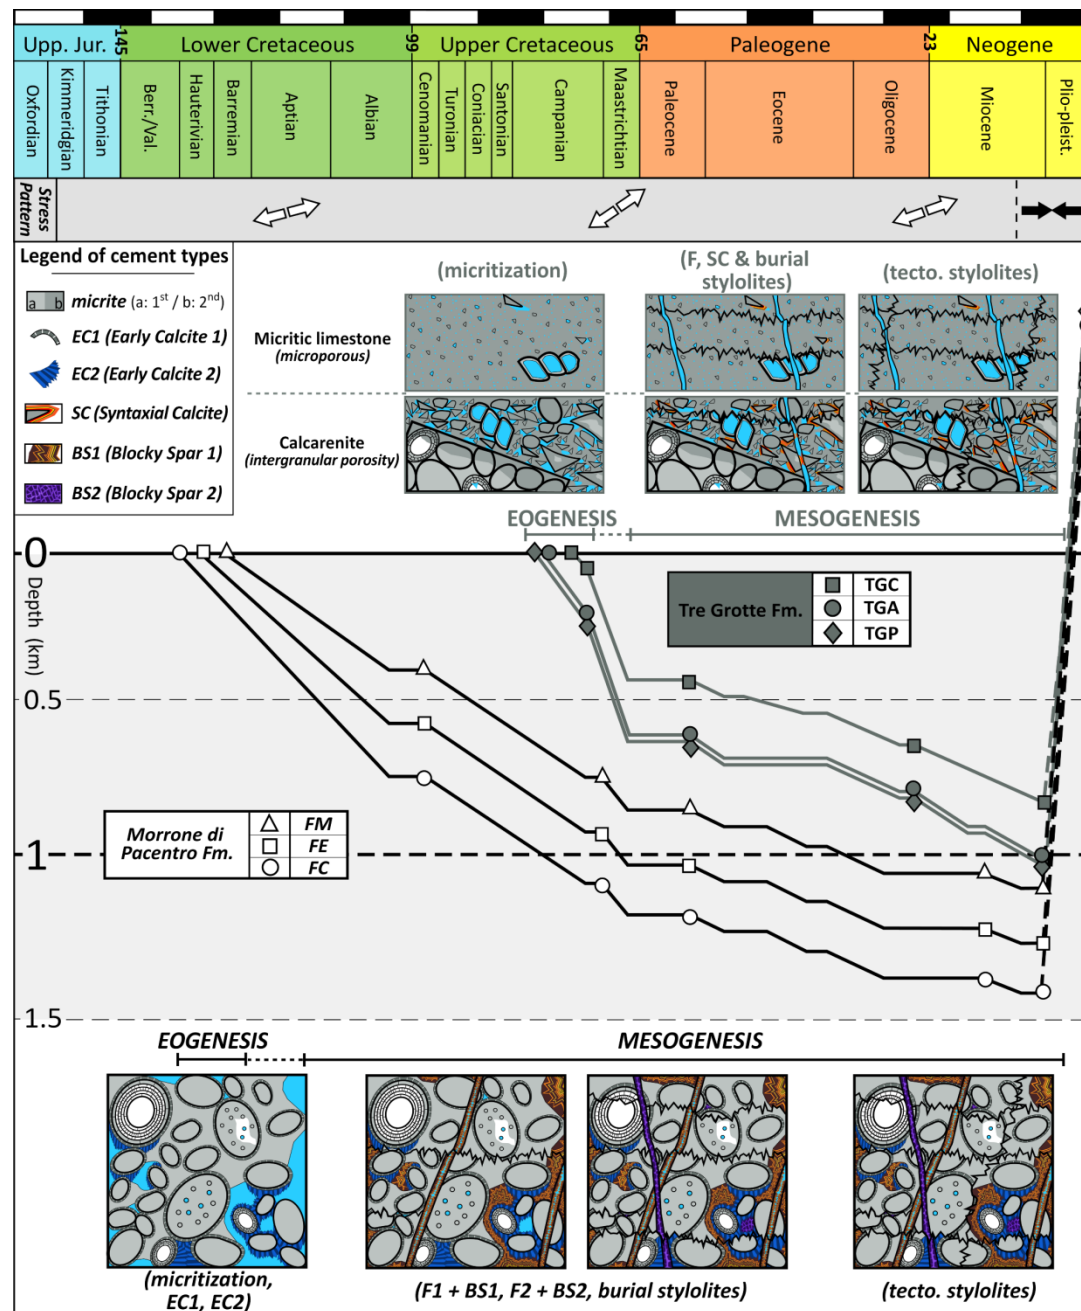 Upp. Jur.
145
Lower Cretaceous
99
Upper Cretaceous
65
Paleogene
23
Neogene
Oxfordian
Kimmeridgian
Tithonian
Berr./Val.
Hauterivian
Barremian
Aptian
Albian
Cenomanian
Turonian
Coniacian
Santonian
Campanian
Maastrichtian
Paleocene
Eocene
Oligocene
Miocene
Plio-pleist.
Stress
Pattern
Legend of cement types
a b micrite (a: 1st / b: 2nd)
EC1 (Early Calcite 1)
EC2 (Early Calcite 2)
SC (Syntaxial Calcite)
BS1 (Blocky Spar 1)
BS2 (Blocky Spar 2)
(micritization)
(F, SC & burial
stylolites)
(tecto. stylolites)
Micritic limestone
(microporous)
Calcarenite
(intergranular porosity)
EOGENESIS
MESOGENESIS
0
Depth (km)
0.5
1
1.5
Tre Grotte Fm.
TGC
TGA
TGP
Morrone di
Pacentro Fm.
FM
FE
FC
EOGENESIS
MESOGENESIS
(micritization,
EC1, EC2)
(F1 + BS1, F2 + BS2, burial stylolites)
(tecto. stylolites)